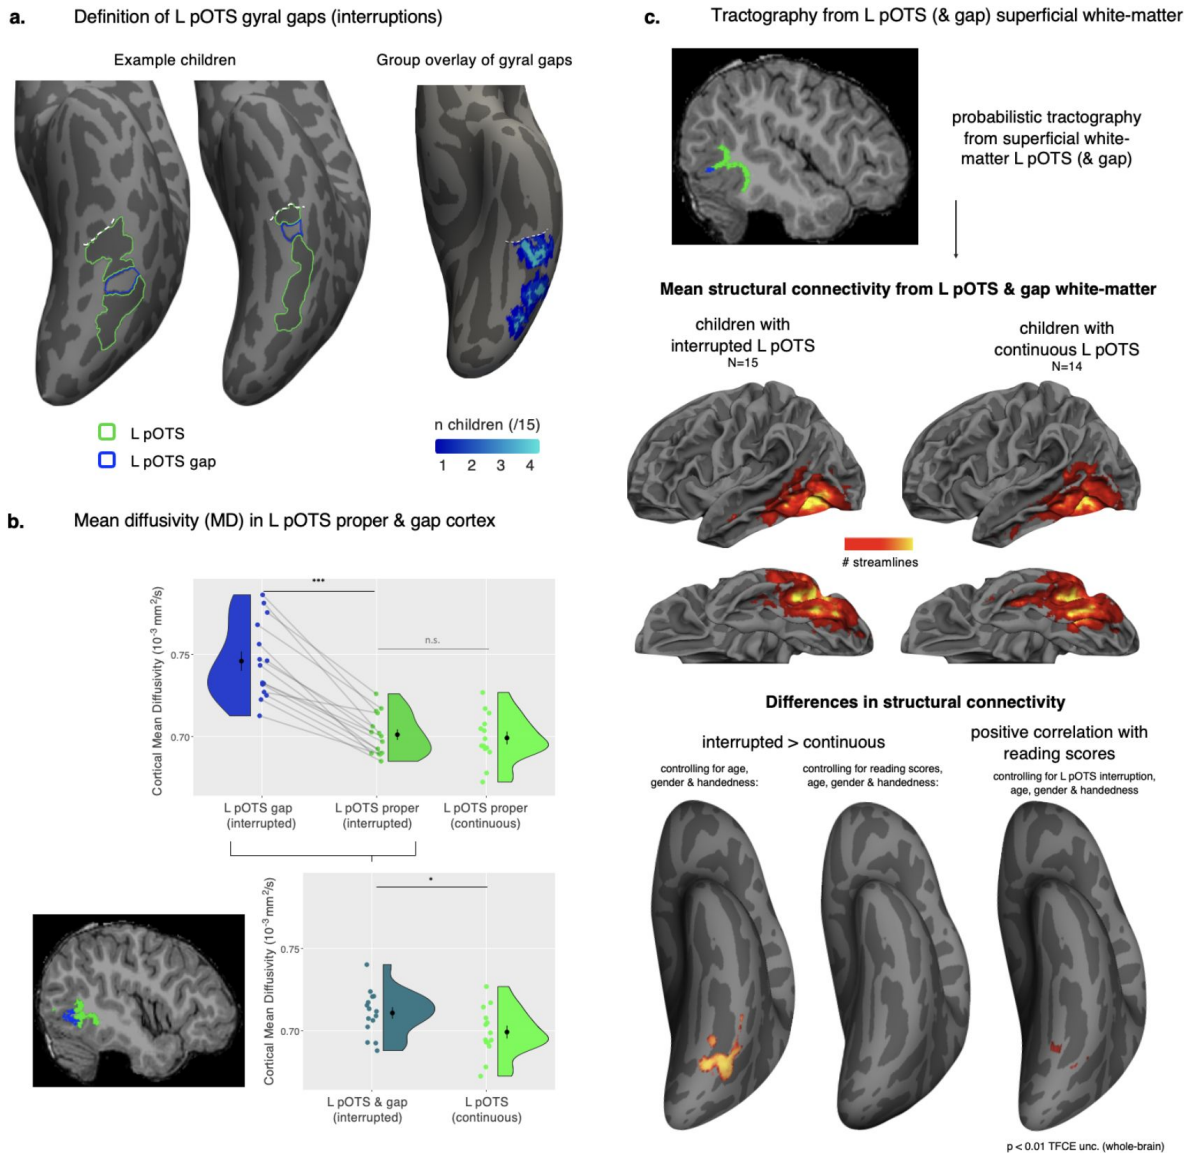 a.
Definition of L pOTS gyral gaps (interruptions)
Example children
Group overlay of gyral gaps
L pOTS
L pOTS gap
n children (/15)
1 2 3 4
b.
Mean diffusivity (MD) in L pOTS proper & gap cortex
Cortical Mean Diffusivity (10⁻³ mm²/s)
0.75
0.70
***
n.s.
L pOTS gap
(interrupted)
L pOTS proper
(interrupted)
L pOTS proper
(continuous)
Cortical Mean Diffusivity (10⁻³ mm²/s)
0.75
0.70
*
L pOTS & gap
(interrupted)
L pOTS
(continuous)
c.
Tractography from L pOTS (& gap) superficial white-matter
probabilistic tractography
from superficial white-
matter L pOTS (& gap)
Mean structural connectivity from L pOTS & gap white-matter
children with
interrupted L pOTS
N=15
children with
continuous L pOTS
N=14
# streamlines
Differences in structural connectivity
interrupted > continuous
controlling for age,
gender & handedness:
controlling for reading scores,
age, gender & handedness:
positive correlation with
reading scores
controlling for L pOTS interruption,
age, gender & handedness
p < 0.01 TFCE unc. (whole-brain)